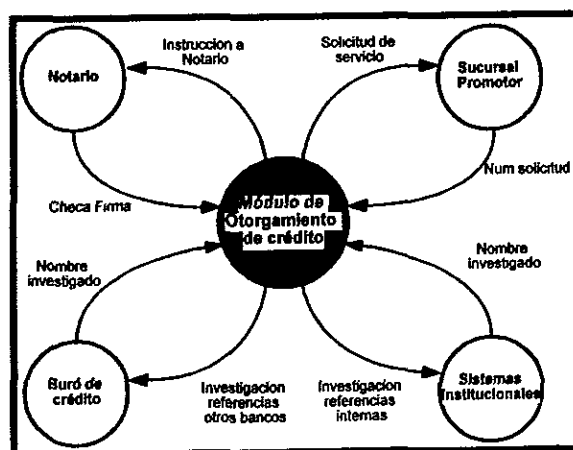 Instruccion a
Notario
Solicitud de
servicio
Notario
Sucursal
Promotor
Checa Firma
Num solicitud
Módulo de
Otorgamiento
de crédito
Nombre
investigado
Nombre
investigado
Buró de
crédito
Investigacion
referencias
otros bancos
Investigacion
referencias
internas
Sistemas
Institucionales